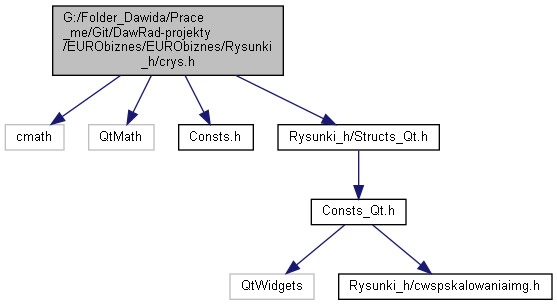 G:/Folder_Dawida/Prace
_me/Git/DawRad-projekty
/EURObiznes/EURObiznes/Rysunki
_h/crys.h
cmath
QtMath
Consts.h
Rysunki_h/Structs_Qt.h
Consts_Qt.h
QtWidgets
Rysunki_h/cwspskalowaniaimg.h